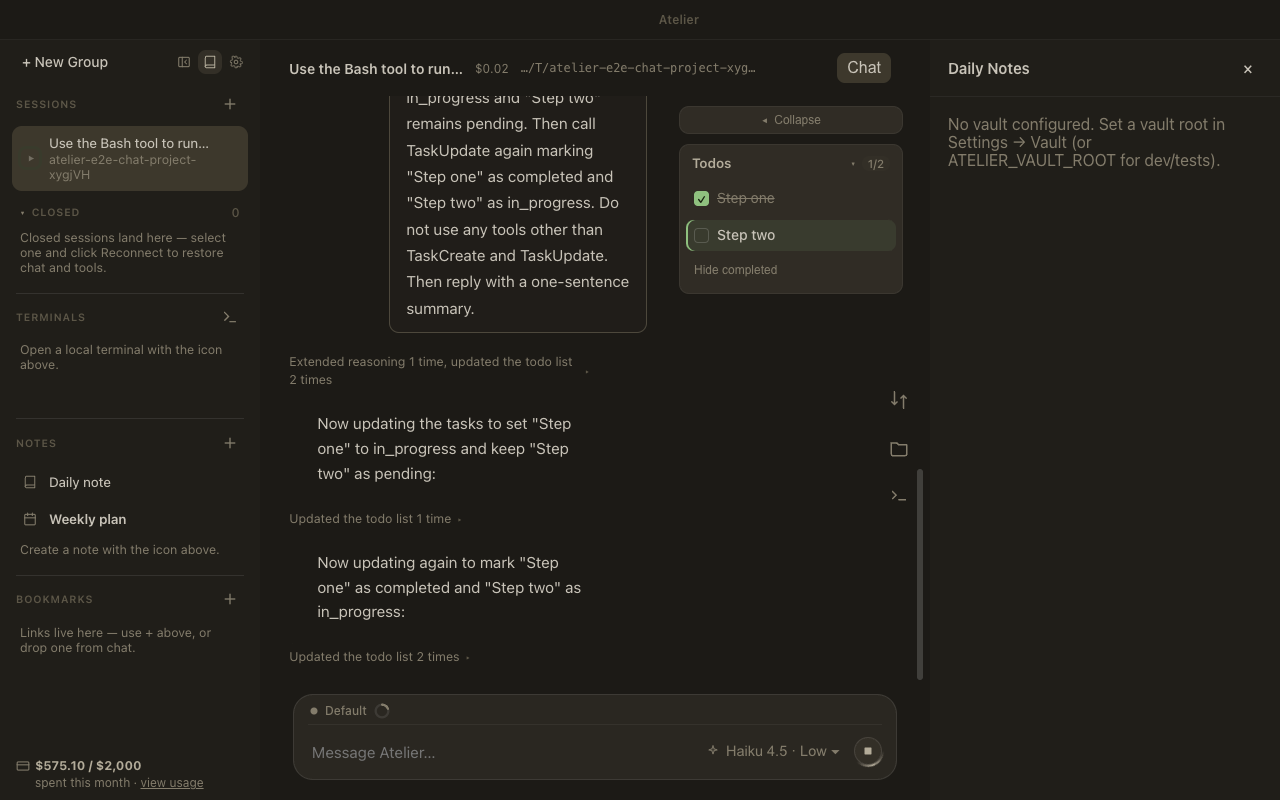 Atelier
+ New Group
SESSIONS
Use the Bash tool to run...
atelier-e2e-chat-project-
xygjVH
CLOSED
0
Closed sessions land here — select
one and click Reconnect to restore
chat and tools.
TERMINALS
Open a local terminal with the icon
above.
NOTES
Daily note
Weekly plan
Create a note with the icon above.
BOOKMARKS
Links live here — use + above, or
drop one from chat.
$575.10 / $2,000
spent this month · view usage
Use the Bash tool to run... $0.02 …/T/atelier-e2e-chat-project-xyg…
Chat
in_progress and "Step two"
remains pending. Then call
TaskUpdate again marking
"Step one" as completed and
"Step two" as in_progress. Do
not use any tools other than
TaskCreate and TaskUpdate.
Then reply with a one-sentence
summary.
Collapse
Todos
1/2
Step one
Step two
Hide completed
Extended reasoning 1 time, updated the todo list
2 times
Now updating the tasks to set "Step
one" to in_progress and keep "Step
two" as pending:
Updated the todo list 1 time
Now updating again to mark "Step
one" as completed and "Step two" as
in_progress:
Updated the todo list 2 times
Default
Message Atelier...
Haiku 4.5 · Low
Daily Notes
No vault configured. Set a vault root in
Settings → Vault (or
ATELIER_VAULT_ROOT for dev/tests).